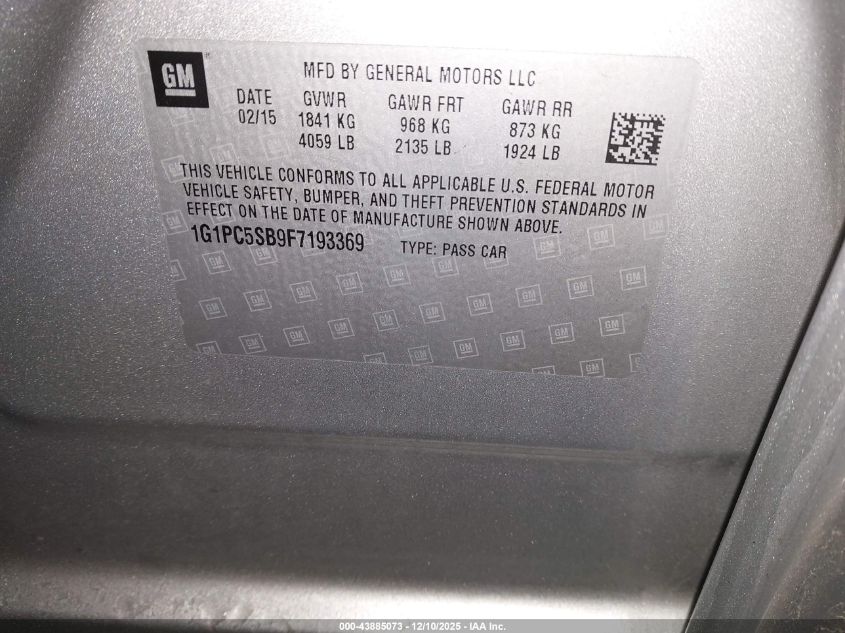 GM
MFD BY GENERAL MOTORS LLC
DATE GVWR GAWR FRT GAWR RR
02/15 1841 KG 968 KG 873 KG
4059 LB 2135 LB 1924 LB
THIS VEHICLE CONFORMS TO ALL APPLICABLE U.S. FEDERAL MOTOR
VEHICLE SAFETY, BUMPER, AND THEFT PREVENTION STANDARDS IN
EFFECT ON THE DATE OF MANUFACTURE SHOWN ABOVE.
1G1PC5SB9F7193369 TYPE: PASS CAR
000-43885073 - 12/10/2025 - IAA Inc.